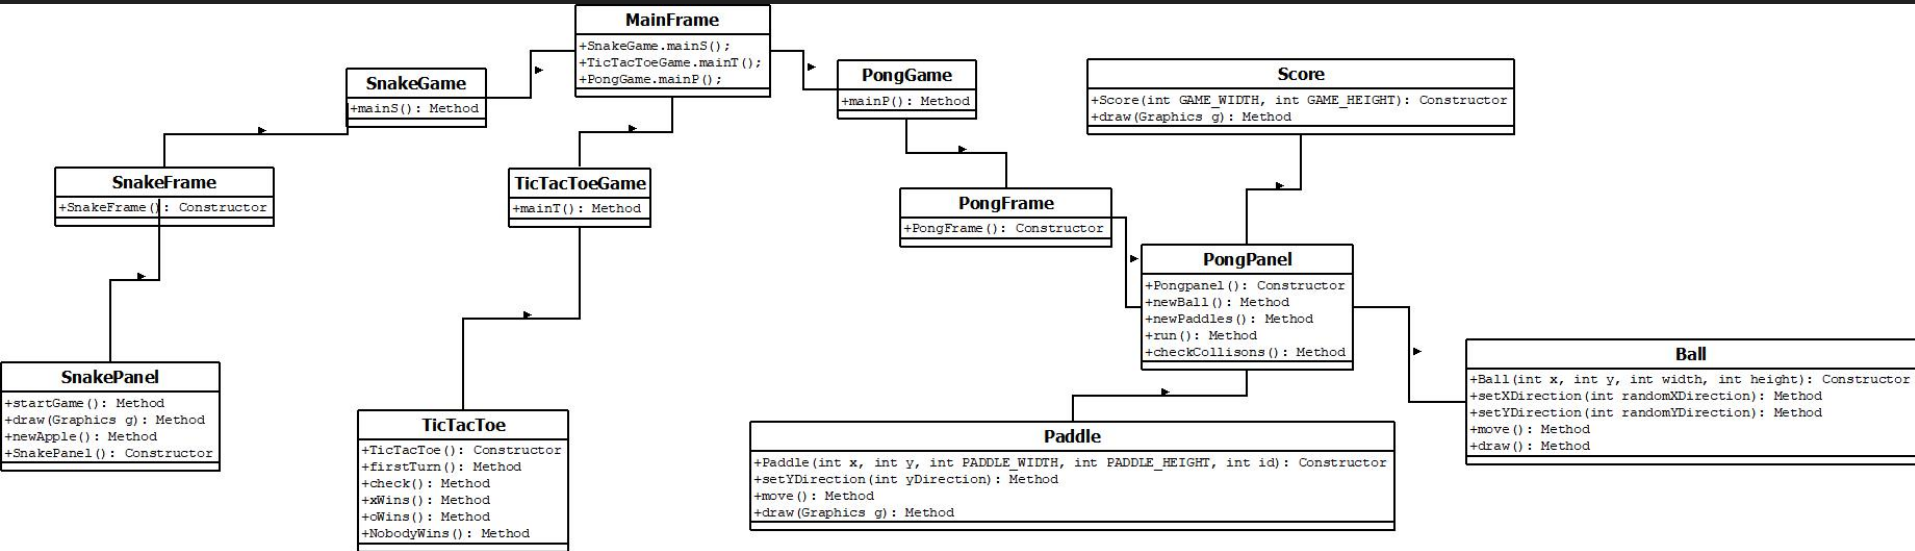 MainFrame
+SnakeGame.mainS();
+TicTacToeGame.mainT();
+PongGame.mainP();
SnakeGame
+mainS(): Method
PongGame
+mainP(): Method
Score
+Score(int GAME_WIDTH, int GAME_HEIGHT): Constructor
+draw(Graphics g): Method
SnakeFrame
+SnakeFrame(): Constructor
TicTacToeGame
+mainT(): Method
PongFrame
+PongFrame(): Constructor
PongPanel
+Pongpanel(): Constructor
+newBall(): Method
+newPaddles(): Method
+run(): Method
+checkCollisons(): Method
Ball
+Ball(int x, int y, int width, int height): Constructor
+setXDirection(int randomXDirection): Method
+setYDirection(int randomYDirection): Method
+move(): Method
+draw(): Method
SnakePanel
+startGame(): Method
+draw(Graphics g): Method
+newApple(): Method
+SnakePanel(): Constructor
TicTacToe
+TicTacToe(): Constructor
+firstTurn(): Method
+check(): Method
+xWins(): Method
+oWins(): Method
+NobodyWins(): Method
Paddle
+Paddle(int x, int y, int PADDLE_WIDTH, int PADDLE_HEIGHT, int id): Constructor
+setYDirection(int yDirection): Method
+move(): Method
+draw(Graphics g): Method